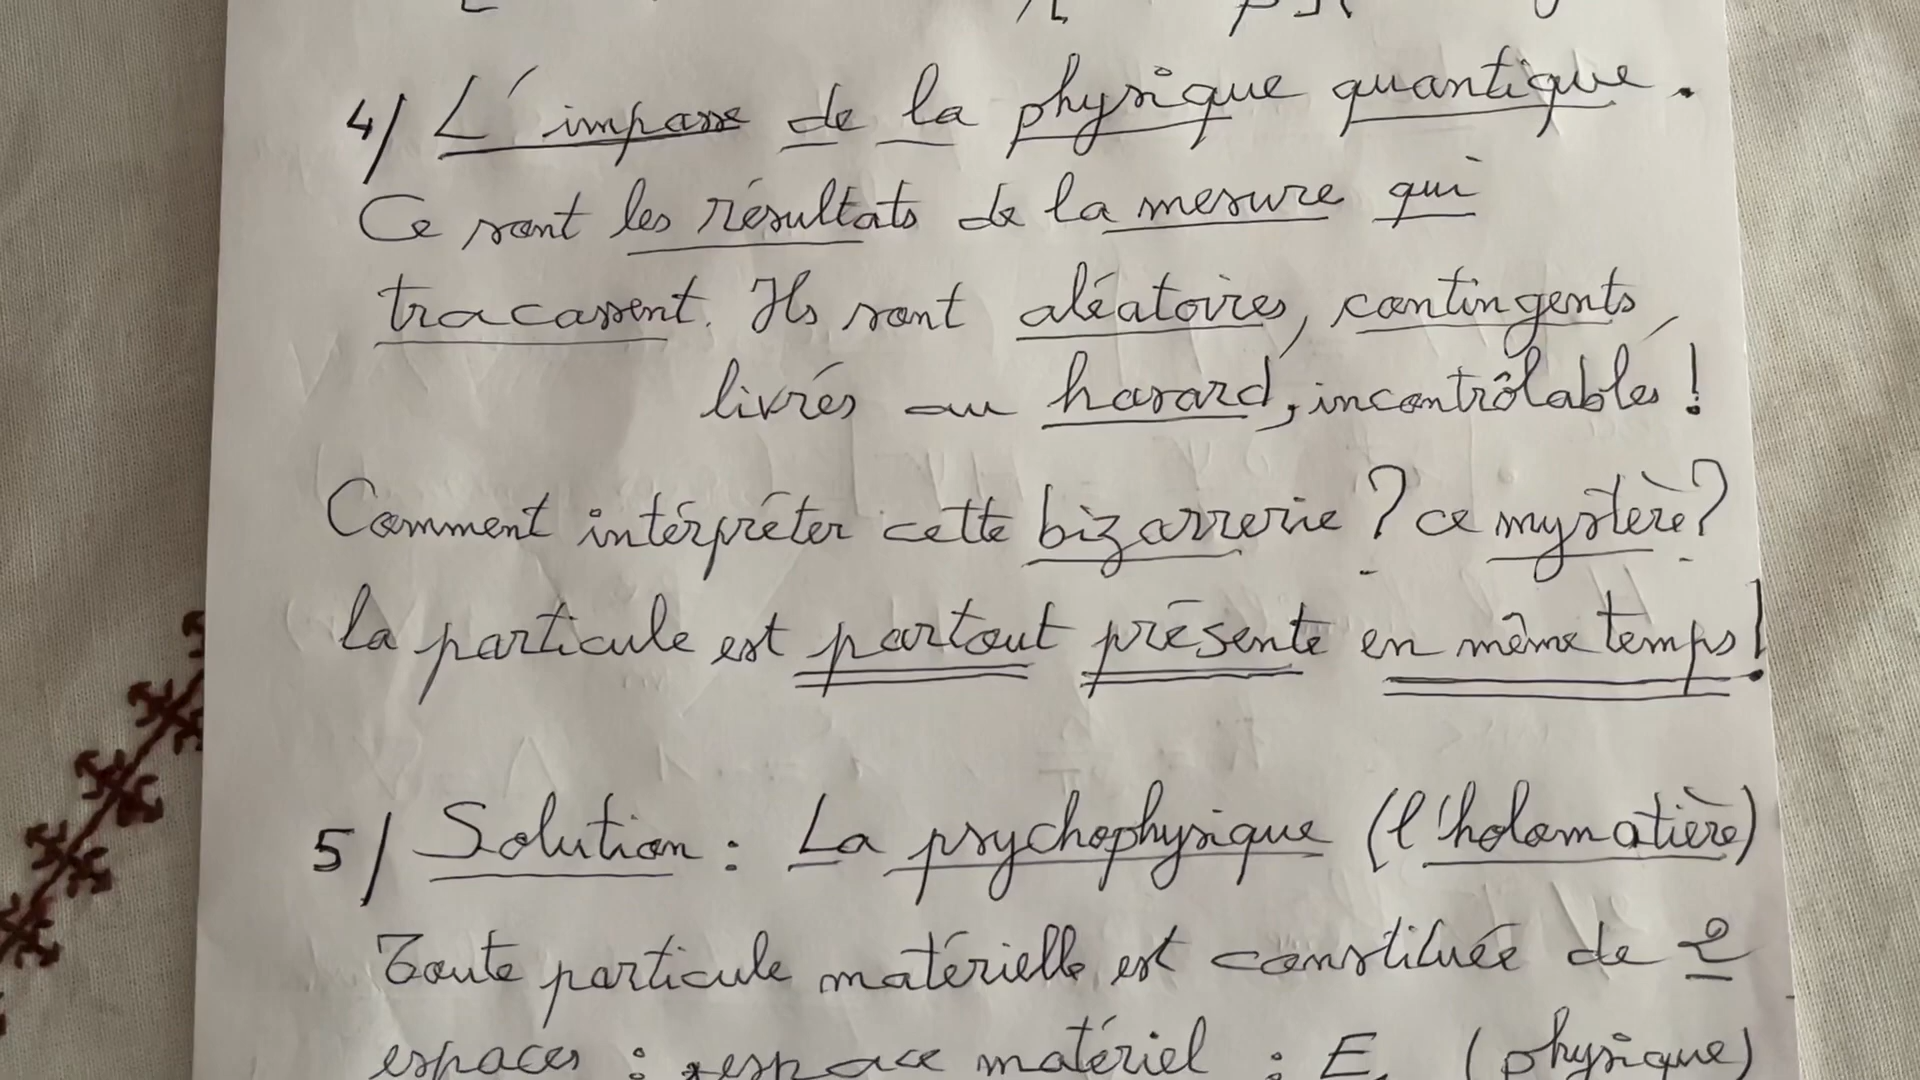 4/ L'impasse de la physique quantique.
Ce sont les résultats de la mesure qui
tracassent. Ils sont aléatoires, contingents,
livrés au hasard, incontrôlables !
Comment intérpréter cette bizarrerie ? ce mystère ?
la particule est partout présente en même temps !
5/ Solution : La psychophysique (l'holomatière)
Toute particule matérielle est constituée de 2
espaces : espace matériel : E (physique)